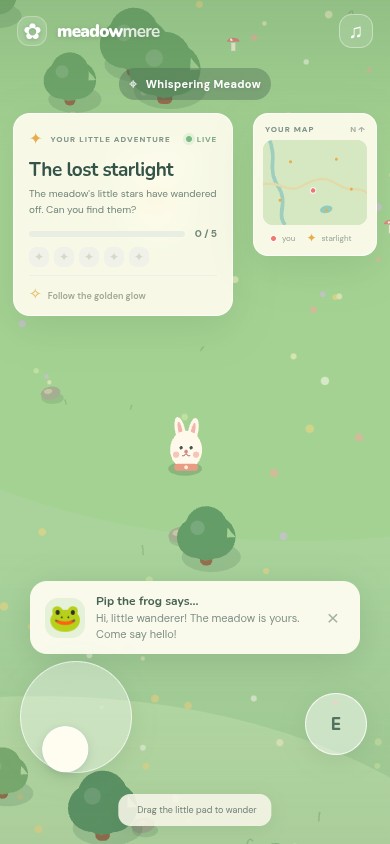 meadowmere
Whispering Meadow
YOUR LITTLE ADVENTURE
LIVE
The lost starlight
The meadow's little stars have wandered
off. Can you find them?
0 / 5
Follow the golden glow
YOUR MAP
N ↑
you
starlight
Pip the frog says...
Hi, little wanderer! The meadow is yours.
Come say hello!
E
Drag the little pad to wander